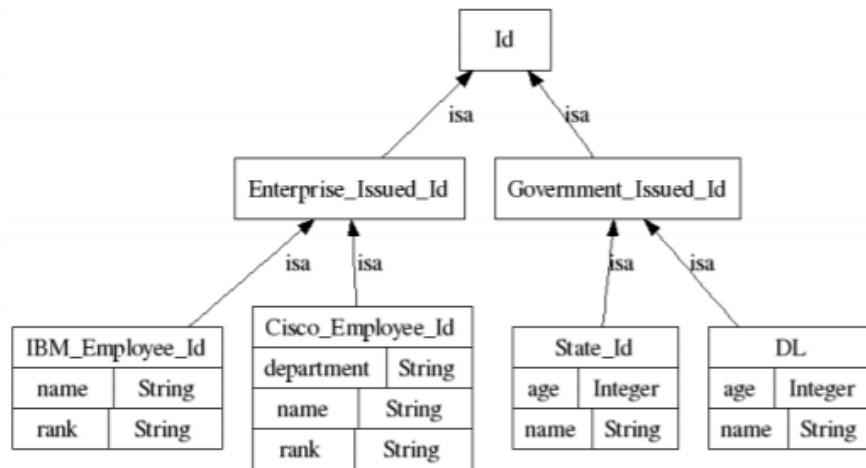 Id
isa isa
Enterprise_Issued_Id Government_Issued_Id
isa isa isa isa
IBM_Employee_Id
name String
rank String
Cisco_Employee_Id
department String
name String
rank String
State_Id
age Integer
name String
DL
age Integer
name String